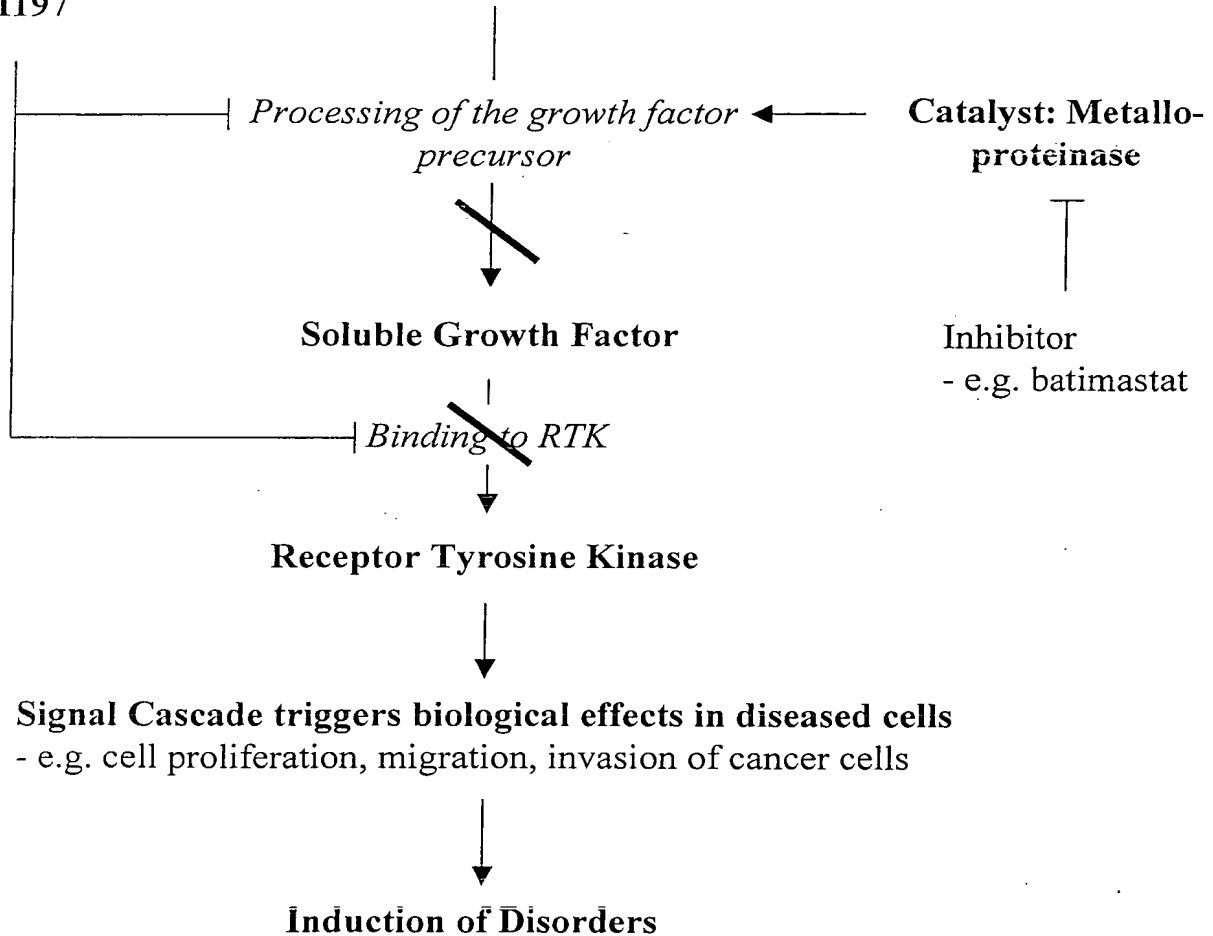 Processing of the growth factor
precursor
Catalyst: Metallo-
proteinase
Soluble Growth Factor
Inhibitor
- e.g. batimastat
Binding to RTK
Receptor Tyrosine Kinase
Signal Cascade triggers biological effects in diseased cells
- e.g. cell proliferation, migration, invasion of cancer cells
Induction of Disorders